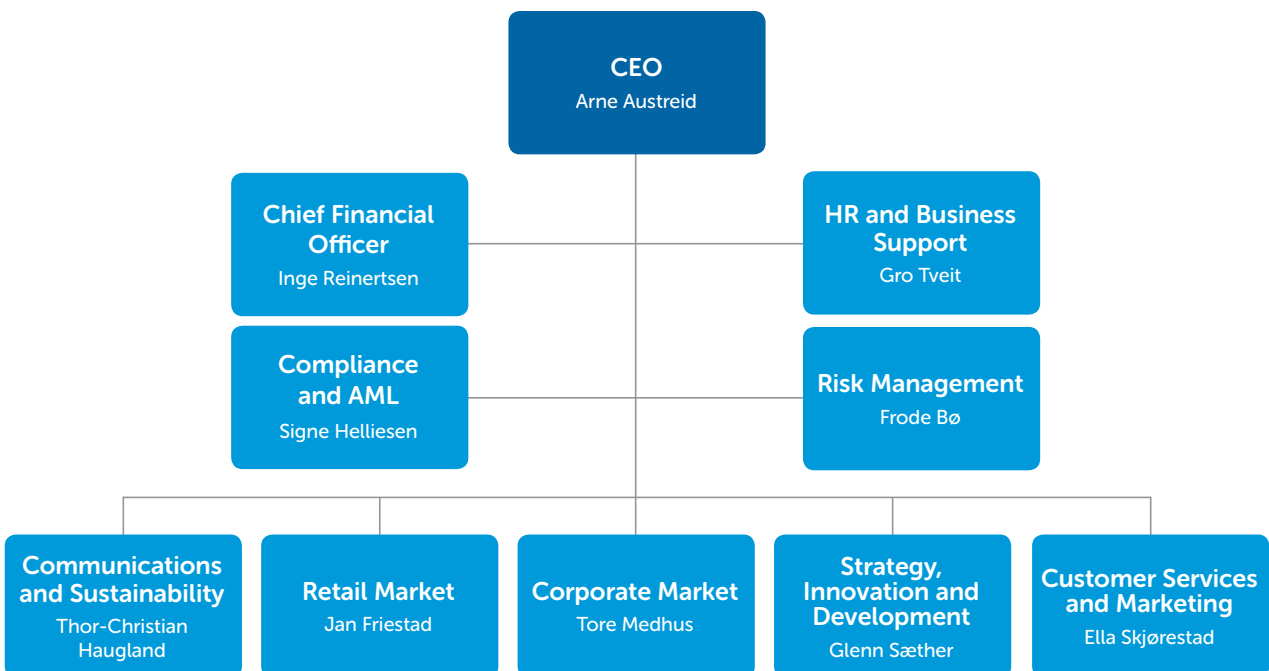 CEO
Arne Austreid
Chief Financial
Officer
Inge Reinertsen
HR and Business
Support
Gro Tveit
Compliance
and AML
Signe Helliesen
Risk Management
Frode Bø
Communications
and Sustainability
Thor-Christian
Haugland
Retail Market
Jan Friestad
Corporate Market
Tore Medhus
Strategy,
Innovation and
Development
Glenn Sæther
Customer Services
and Marketing
Ella Skjørestad